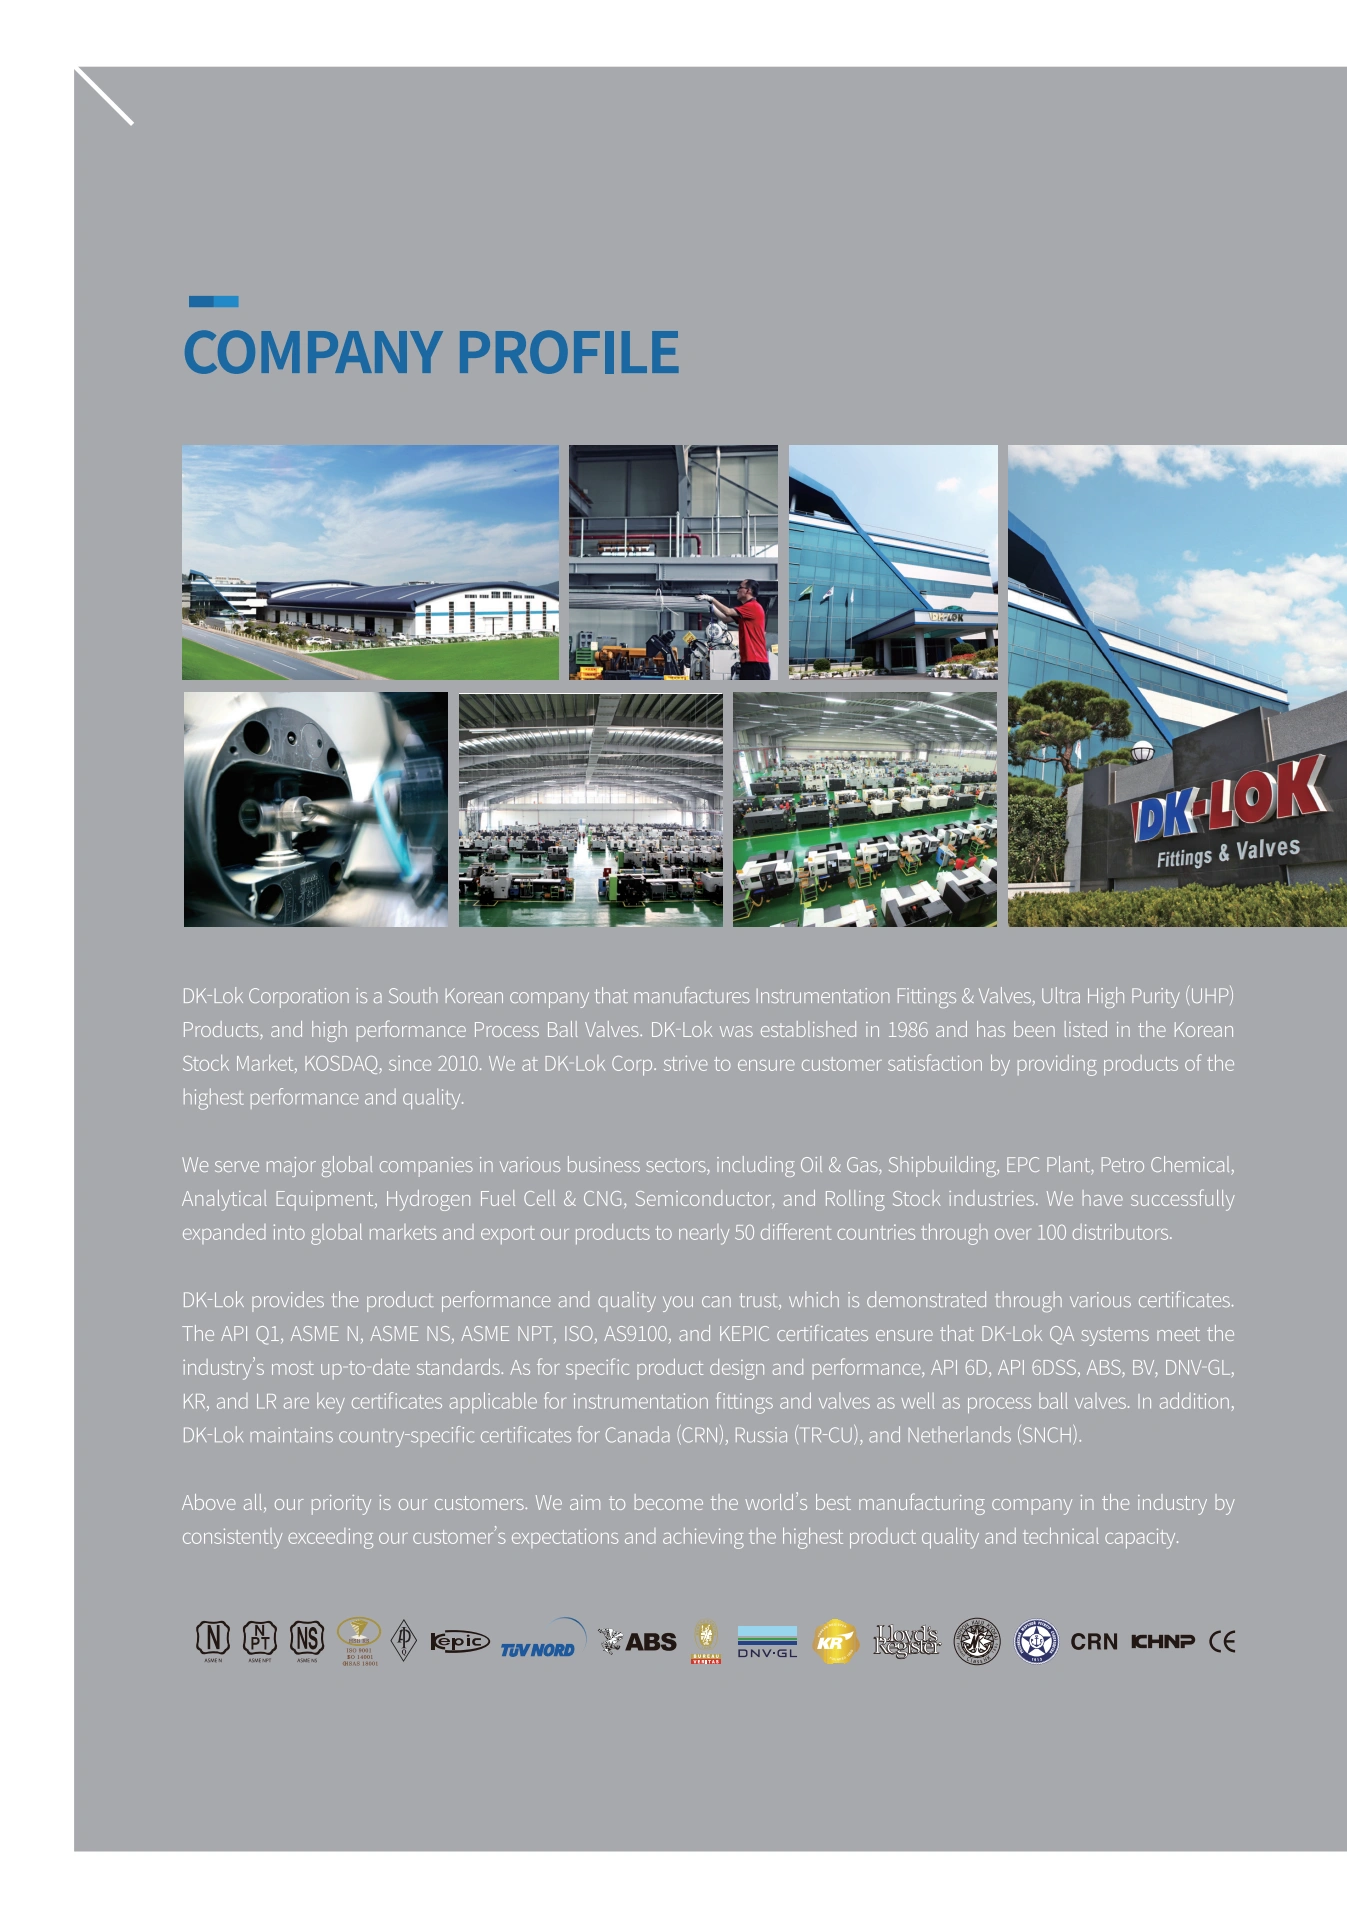 COMPANY PROFILE
DK-LOK
DK-LOK
Fittings & Valves
DK-Lok Corporation is a South Korean company that manufactures Instrumentation Fittings & Valves, Ultra High Purity (UHP)
Products, and high performance Process Ball Valves. DK-Lok was established in 1986 and has been listed in the Korean
Stock Market, KOSDAQ, since 2010. We at DK-Lok Corp. strive to ensure customer satisfaction by providing products of the
highest performance and quality.
We serve major global companies in various business sectors, including Oil & Gas, Shipbuilding, EPC Plant, Petro Chemical,
Analytical Equipment, Hydrogen Fuel Cell & CNG, Semiconductor, and Rolling Stock industries. We have successfully
expanded into global markets and export our products to nearly 50 different countries through over 100 distributors.
DK-Lok provides the product performance and quality you can trust, which is demonstrated through various certificates.
The API Q1, ASME N, ASME NS, ASME NPT, ISO, AS9100, and KEPIC certificates ensure that DK-Lok QA systems meet the
industry's most up-to-date standards. As for specific product design and performance, API 6D, API 6DSS, ABS, BV, DNV-GL,
KR, and LR are key certificates applicable for instrumentation fittings and valves as well as process ball valves. In addition,
DK-Lok maintains country-specific certificates for Canada (CRN), Russia (TR-CU), and Netherlands (SNCH).
Above all, our priority is our customers. We aim to become the world's best manufacturing company in the industry by
consistently exceeding our customer's expectations and achieving the highest product quality and technical capacity.
N NPT NS kepic TÜV NORD ABS BUREAU VERITAS DNV·GL KR Lloyd's Register CRN KHNP CE
ASME N ASME NPT ASME NS ISO 9001
ISO 14001
OHSAS 18001